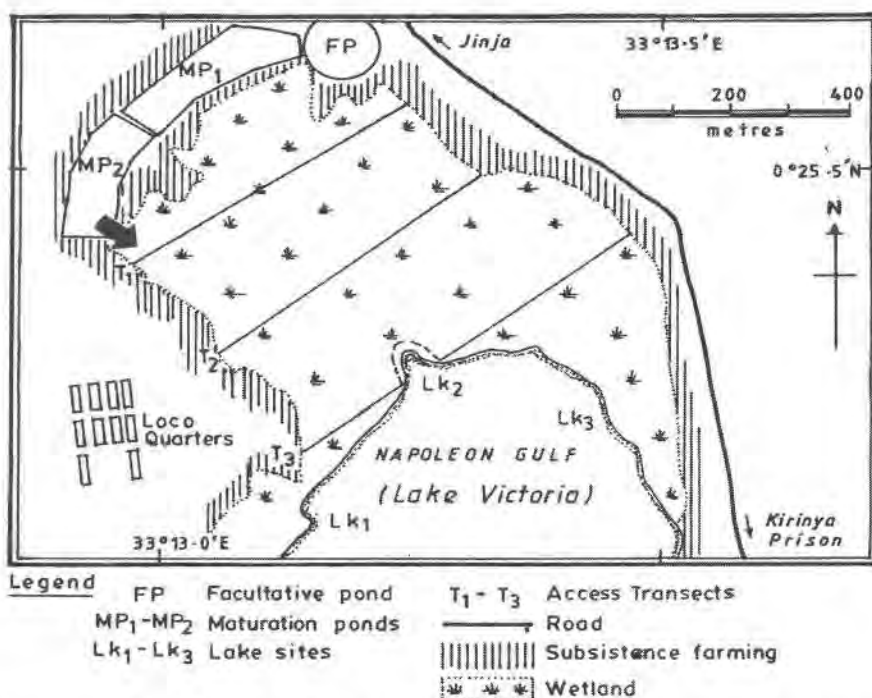 FP
Jinja
33°13·5'E
MP1
0 200 400
metres
MP2
0°25·5'N
N
T1
T2
Lk2
Loco
Quarters
Lk3
T3
NAPOLEON GULF
(Lake Victoria)
Lk1
33°13·0'E
Kirinya
Prison
Legend
FP Facultative pond
T1 - T3 Access Transects
MP1-MP2 Maturation ponds
Road
Lk1-Lk3 Lake sites
Subsistence farming
Wetland